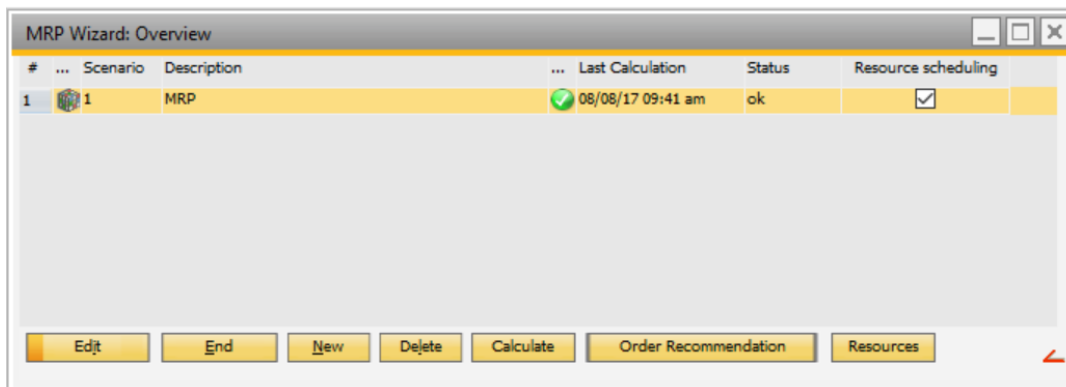 MRP Wizard: Overview
# ... Scenario Description ... Last Calculation Status Resource scheduling
1 1 MRP 08/08/17 09:41 am ok
Edit End New Delete Calculate Order Recommendation Resources